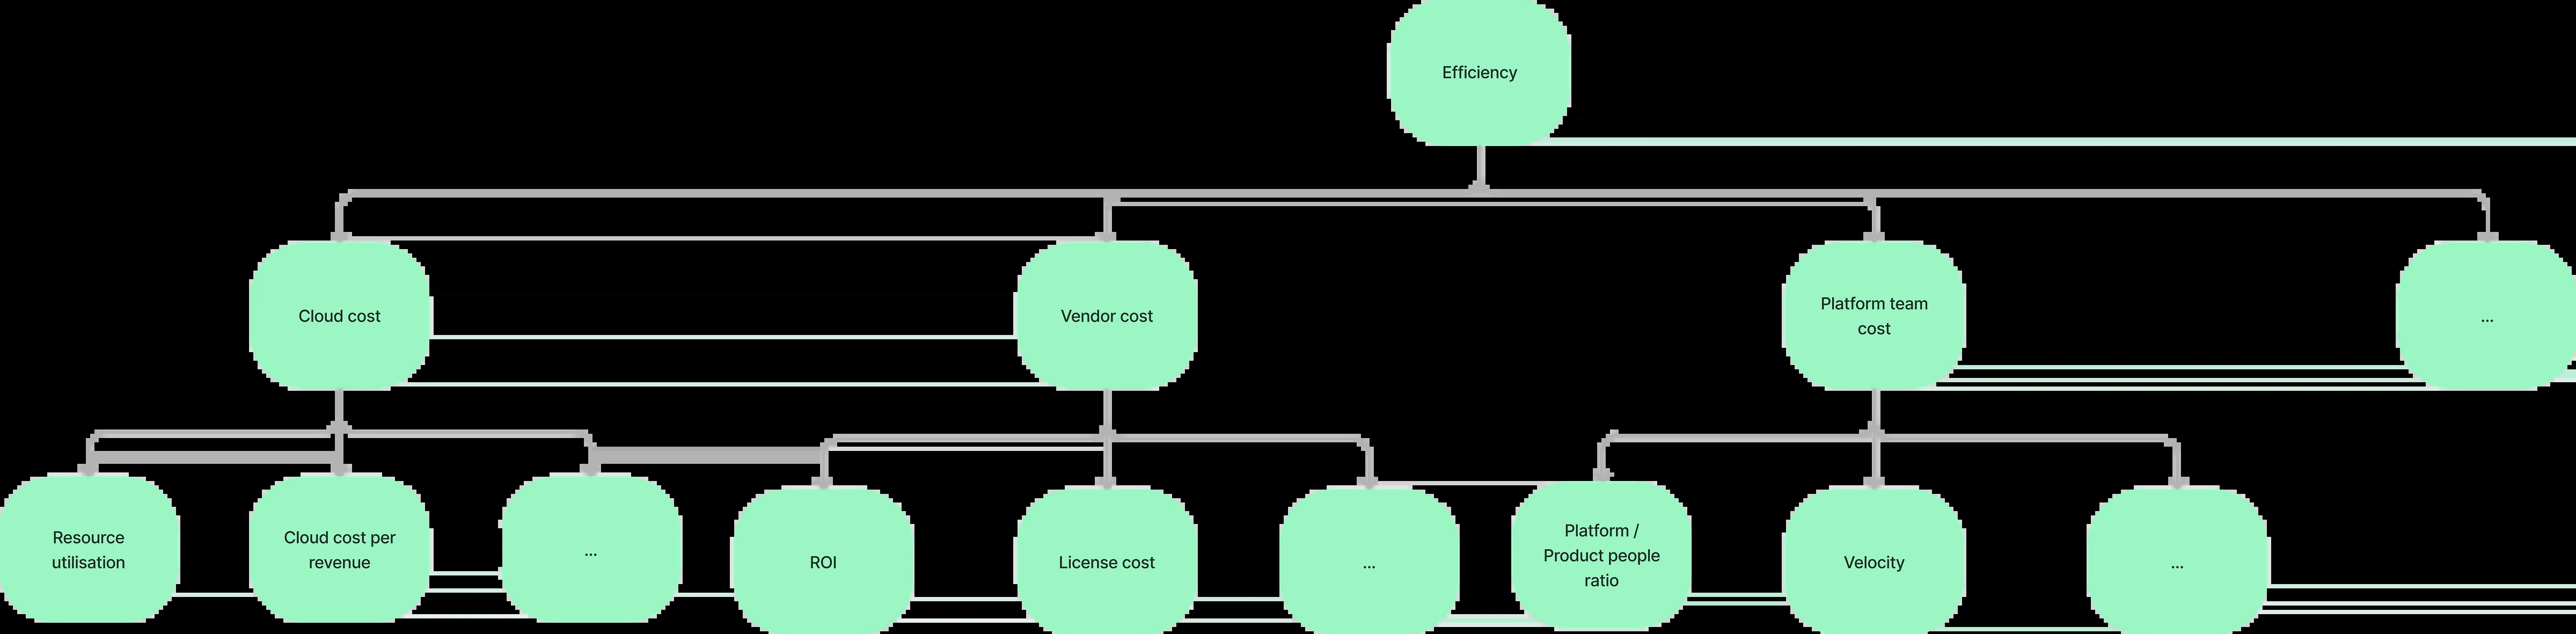 Efficiency
Cloud cost
Vendor cost
Platform team
cost
...
Resource
utilisation
Cloud cost per
revenue
...
ROI
License cost
...
Platform /
Product people
ratio
Velocity
...